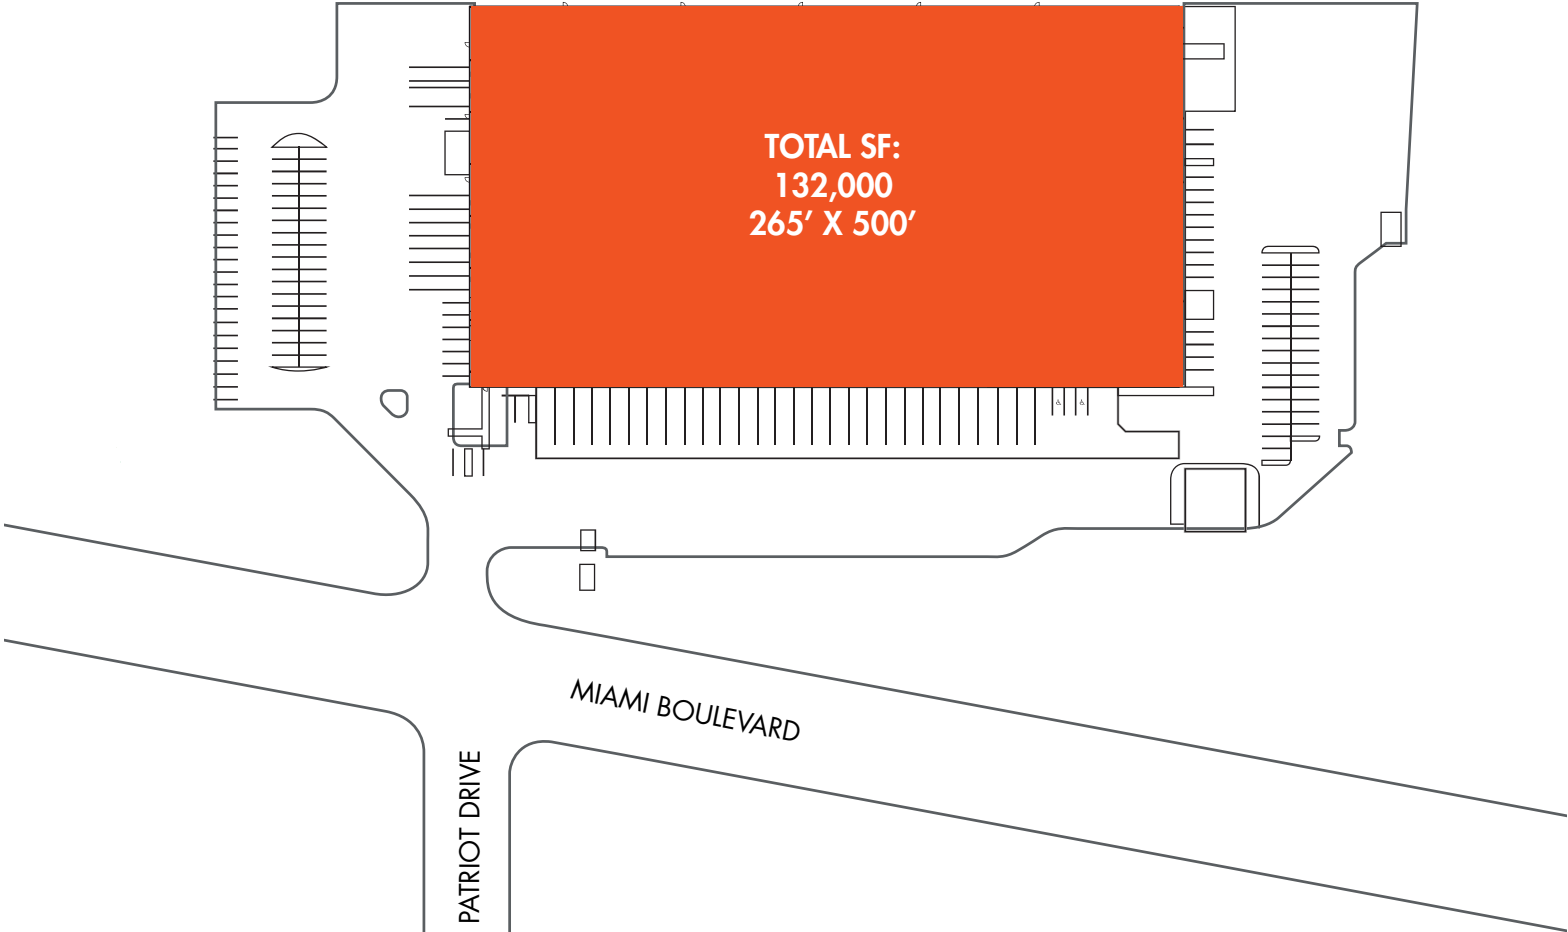 TOTAL SF:
132,000
265′ X 500′
MIAMI BOULEVARD
PATRIOT DRIVE